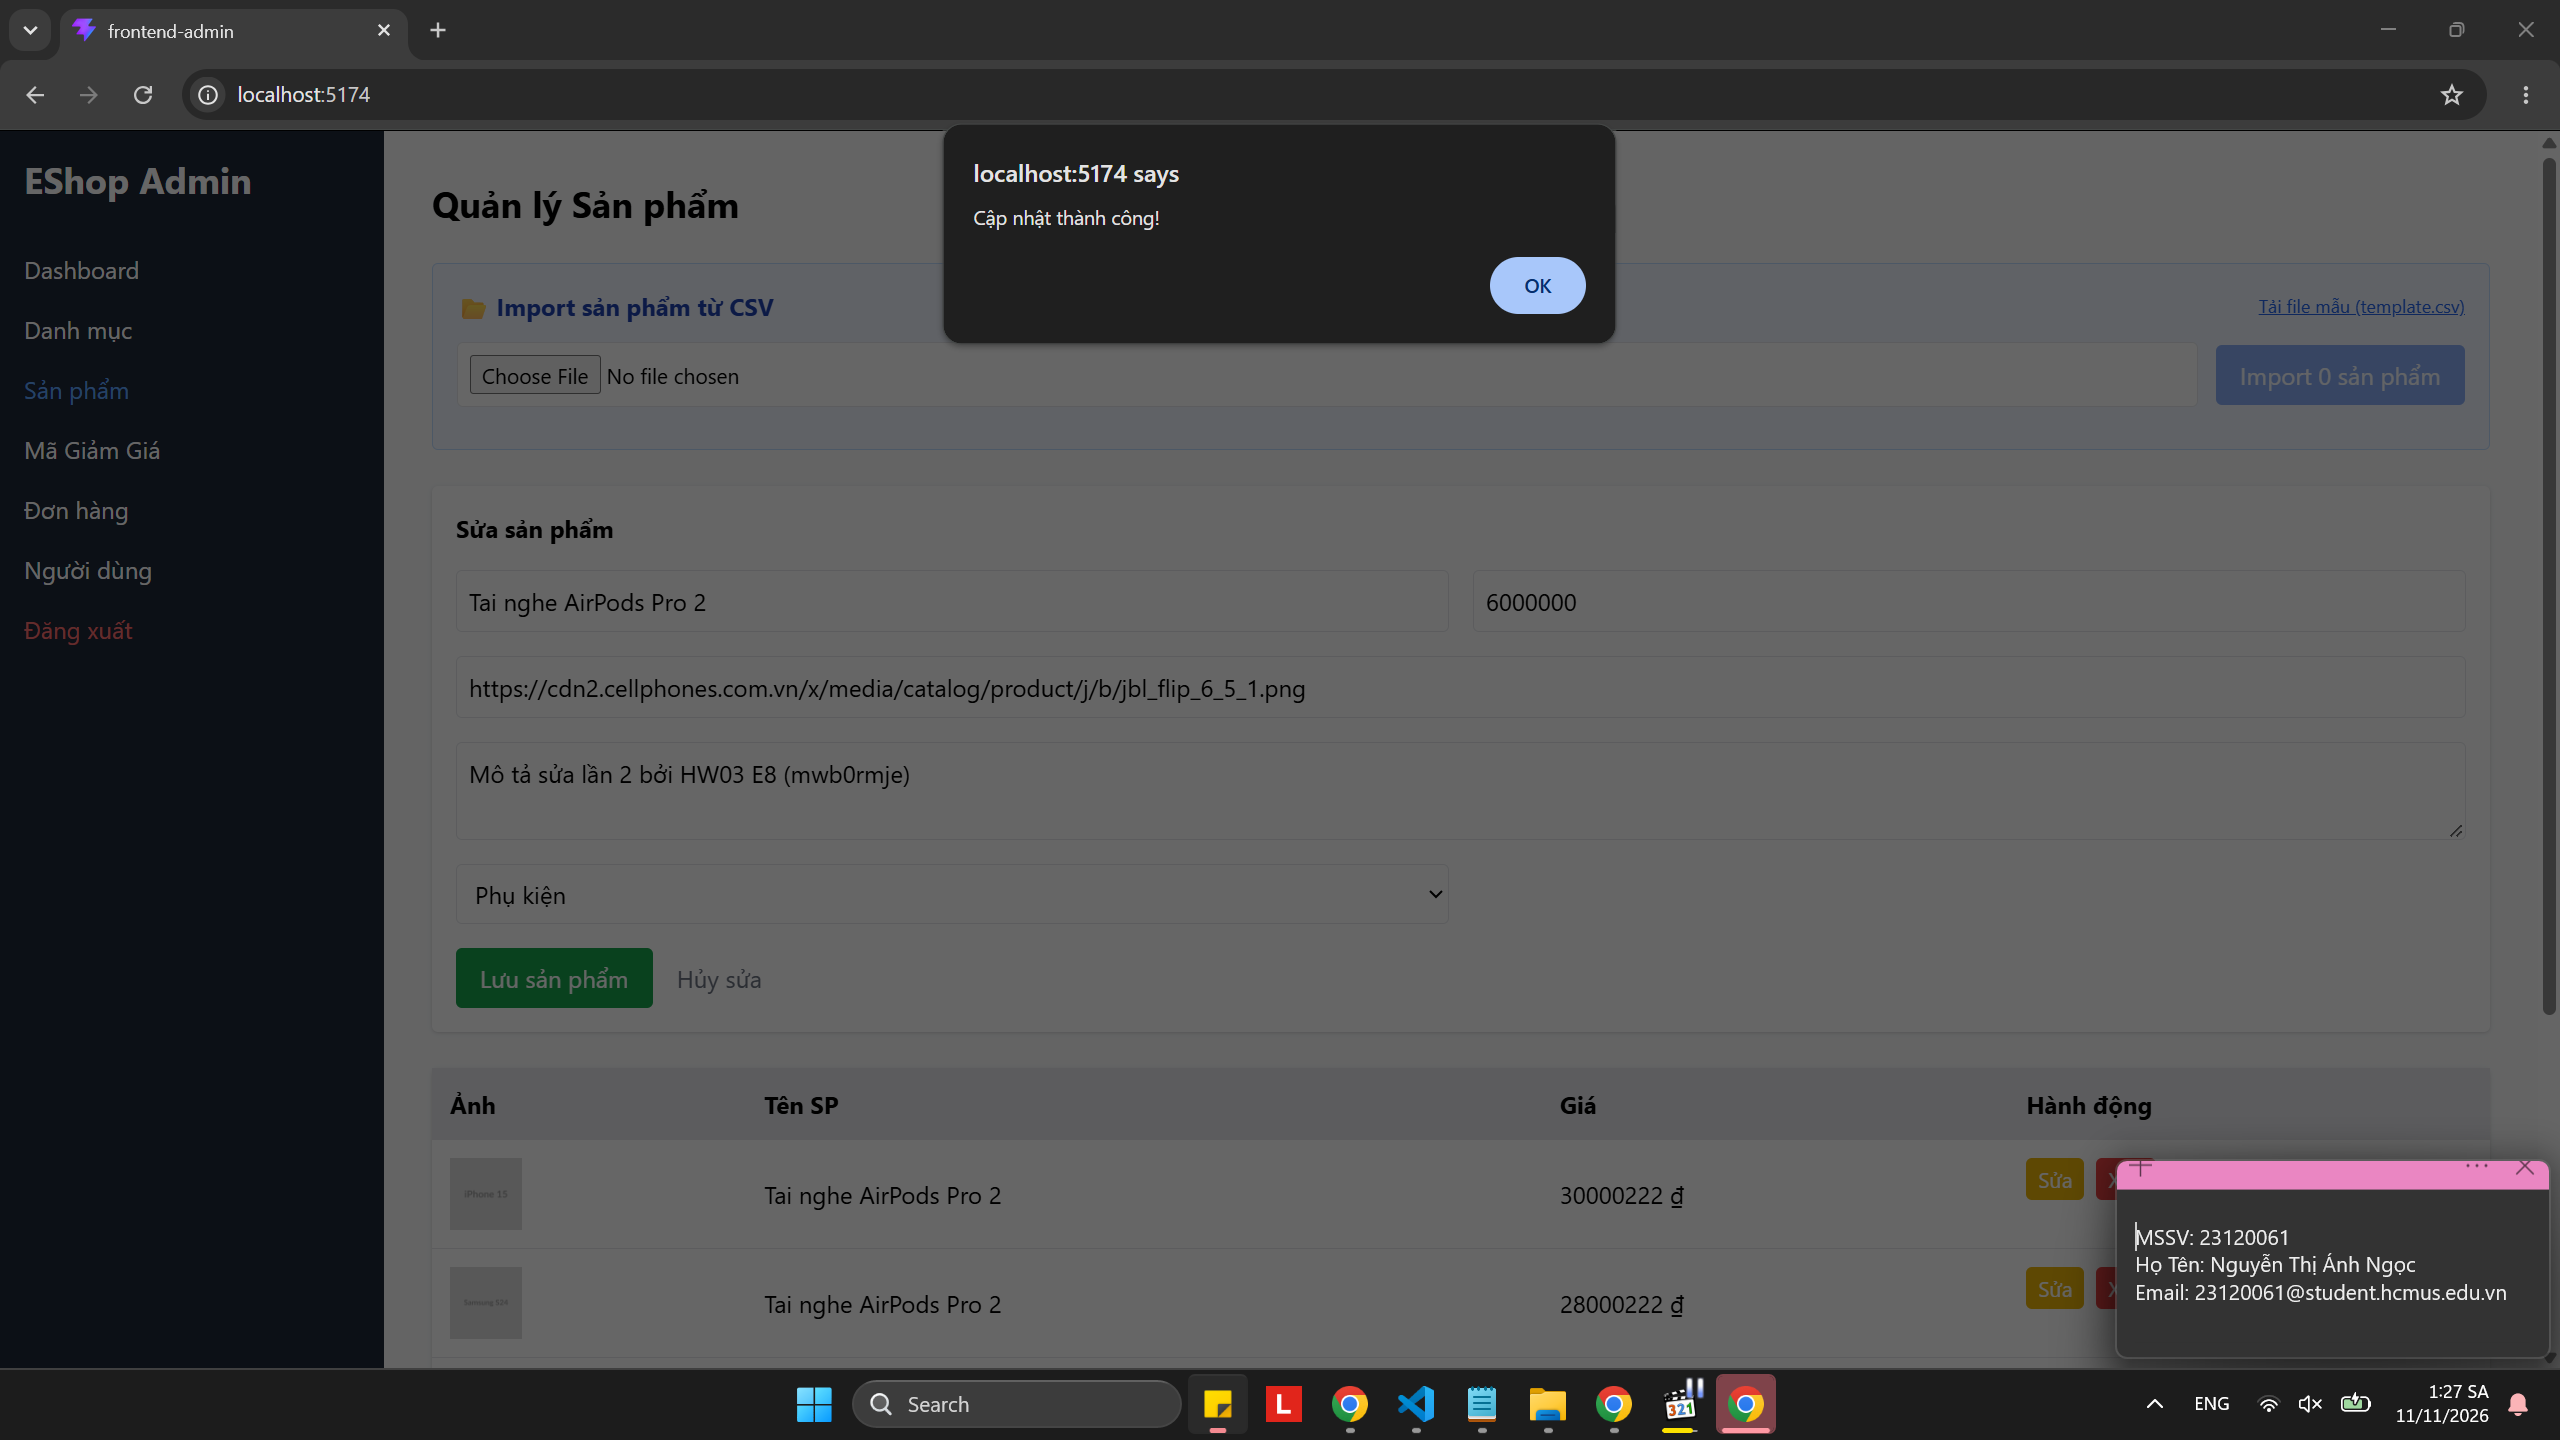 frontend-admin
localhost:5174
localhost:5174 says
Cập nhật thành công!
OK
EShop Admin
Dashboard
Danh mục
Sản phẩm
Mã Giảm Giá
Đơn hàng
Người dùng
Đăng xuất
Quản lý Sản phẩm
Import sản phẩm từ CSV
Tải file mẫu (template.csv)
Choose File No file chosen
Import 0 sản phẩm
Sửa sản phẩm
Tai nghe AirPods Pro 2
6000000
https://cdn2.cellphones.com.vn/x/media/catalog/product/j/b/jbl_flip_6_5_1.png
Mô tả sửa lần 2 bởi HW03 E8 (mwb0rmje)
Phụ kiện
Lưu sản phẩm
Hủy sửa
Ảnh Tên SP Giá Hành động
iPhone 15
Tai nghe AirPods Pro 2
30000222 ₫
Sửa
Samsung S24
Tai nghe AirPods Pro 2
28000222 ₫
Sửa
MSSV: 23120061
Họ Tên: Nguyễn Thị Ánh Ngọc
Email: 23120061@student.hcmus.edu.vn
Search
L
321
ENG
1:27 SA
11/11/2026